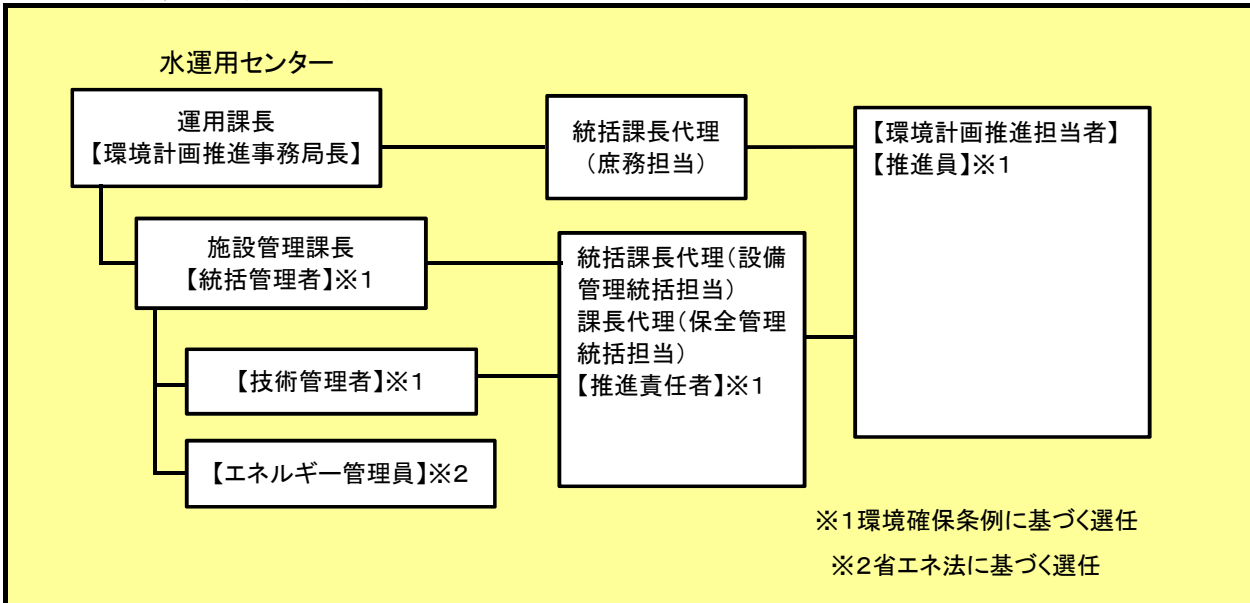 水運用センター
運用課長
【環境計画推進事務局長】
統括課長代理
(庶務担当)
【環境計画推進担当者】
【推進員】※1
施設管理課長
【統括管理者】※1
統括課長代理(設備
管理統括担当)
課長代理(保全管理
統括担当)
【推進責任者】※1
【技術管理者】※1
【エネルギー管理員】※2
※1環境確保条例に基づく選任
※2省エネ法に基づく選任